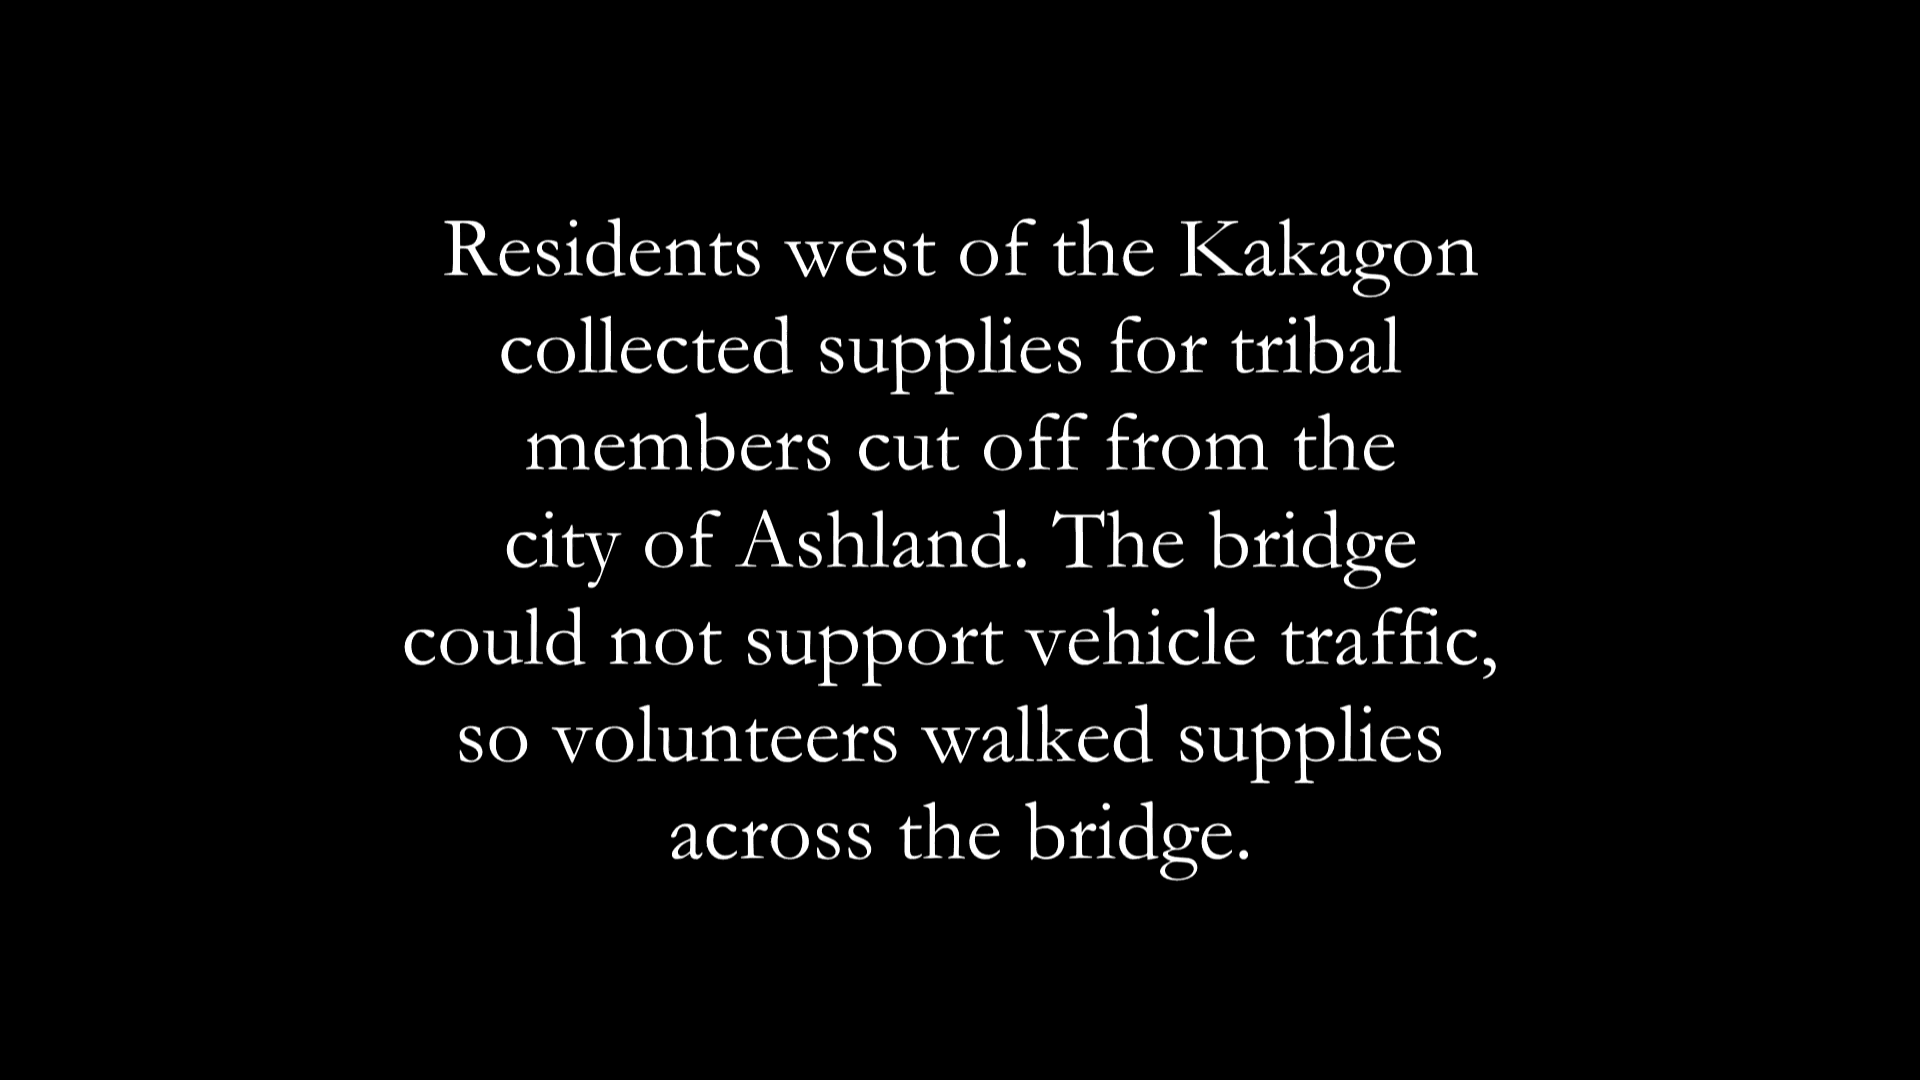 Residents west of the Kakagon
collected supplies for tribal
members cut off from the
city of Ashland. The bridge
could not support vehicle traffic,
so volunteers walked supplies
across the bridge.